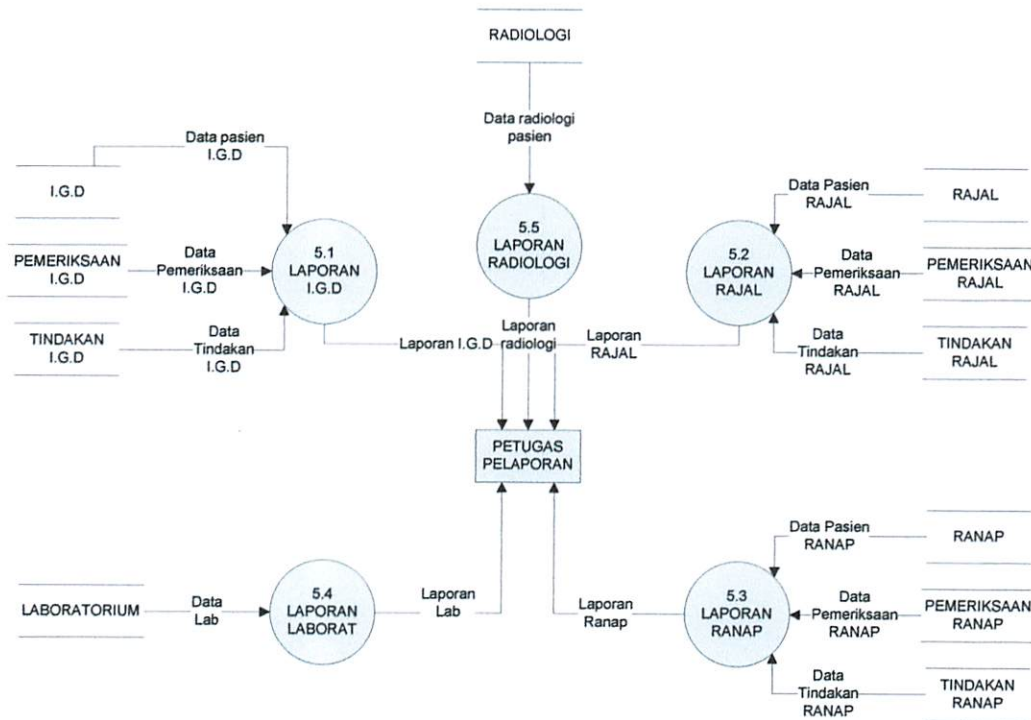 RADIOLOGI
Data radiologi
pasien
Data pasien
I.G.D
I.G.D
PEMERIKSAAN
I.G.D
Data
Pemeriksaan
I.G.D
TINDAKAN
I.G.D
Data
Tindakan
I.G.D
5.1
LAPORAN
I.G.D
5.5
LAPORAN
RADIOLOGI
5.2
LAPORAN
RAJAL
Data Pasien
RAJAL
RAJAL
Data
Pemeriksaan
RAJAL
PEMERIKSAAN
RAJAL
Data
Tindakan
RAJAL
TINDAKAN
RAJAL
Laporan I.G.D
Laporan
radiologi
Laporan
RAJAL
PETUGAS
PELAPORAN
LABORATORIUM
Data
Lab
5.4
LAPORAN
LABORAT
Laporan
Lab
Laporan
Ranap
5.3
LAPORAN
RANAP
Data Pasien
RANAP
RANAP
Data
Pemeriksaan
RANAP
PEMERIKSAAN
RANAP
Data
Tindakan
RANAP
TINDAKAN
RANAP